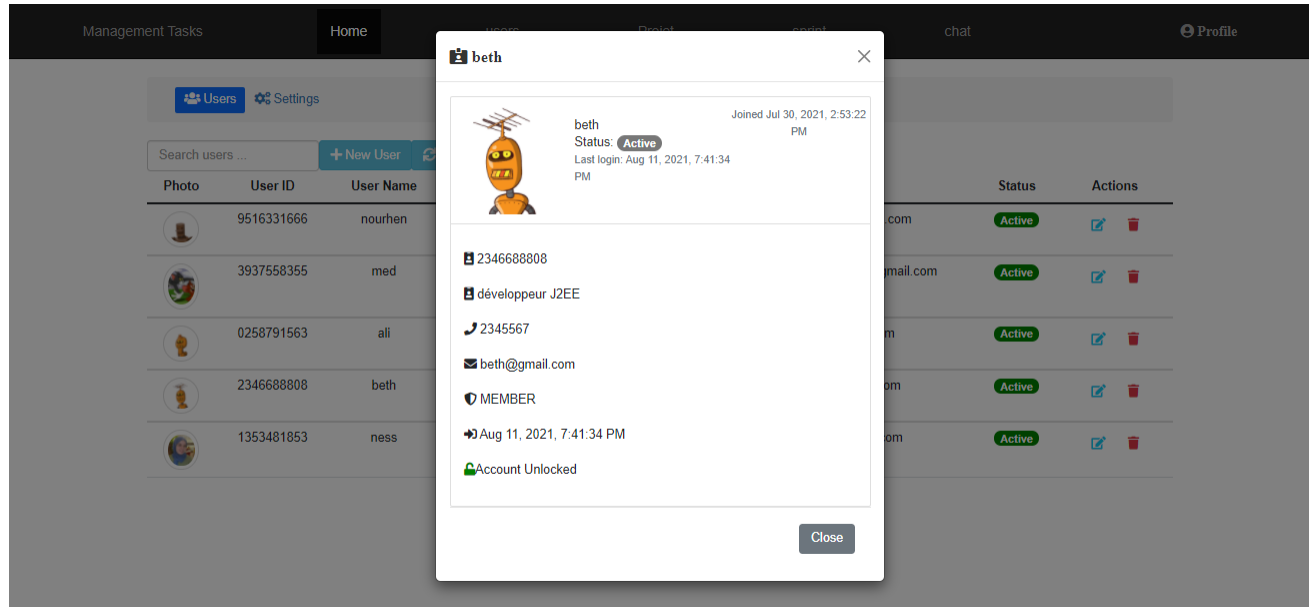 Management Tasks Home users Projet sprint chat Profile
beth
Users Settings
beth
Status: Active
Last login: Aug 11, 2021, 7:41:34
PM
Joined Jul 30, 2021, 2:53:22
PM
2346688808
développeur J2EE
2345567
beth@gmail.com
MEMBER
Aug 11, 2021, 7:41:34 PM
Account Unlocked
Close
Search users ... New User
Photo User ID User Name Status Actions
9516331666 nourhen .com Active
3937558355 med gmail.com Active
0258791563 ali m Active
2346688808 beth om Active
1353481853 ness com Active